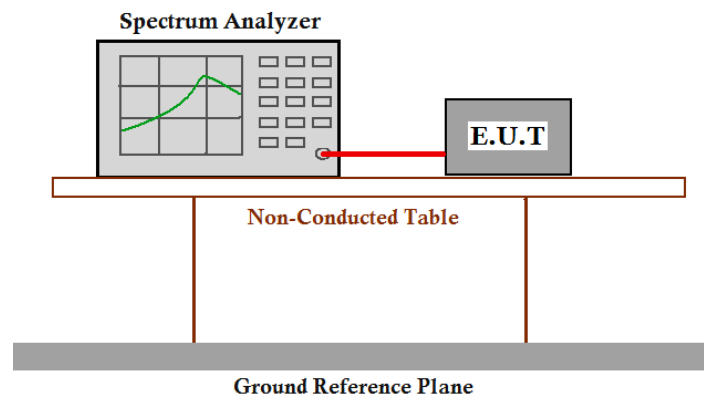 Spectrum Analyzer
E.U.T
Non-Conducted Table
Ground Reference Plane